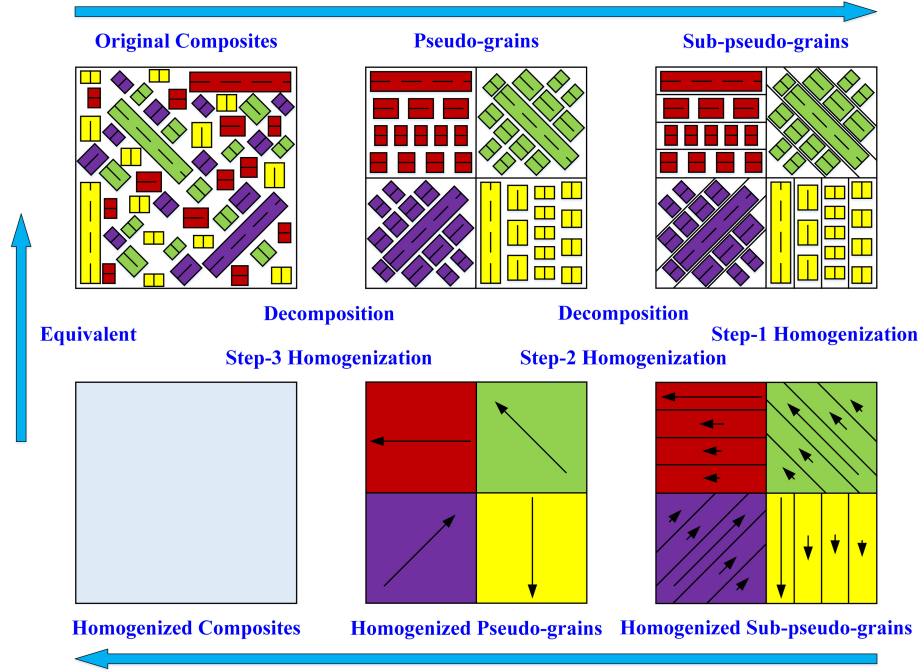 Original Composites
Pseudo-grains
Sub-pseudo-grains
Decomposition
Decomposition
Equivalent
Step-1 Homogenization
Step-3 Homogenization
Step-2 Homogenization
Homogenized Composites
Homogenized Pseudo-grains
Homogenized Sub-pseudo-grains